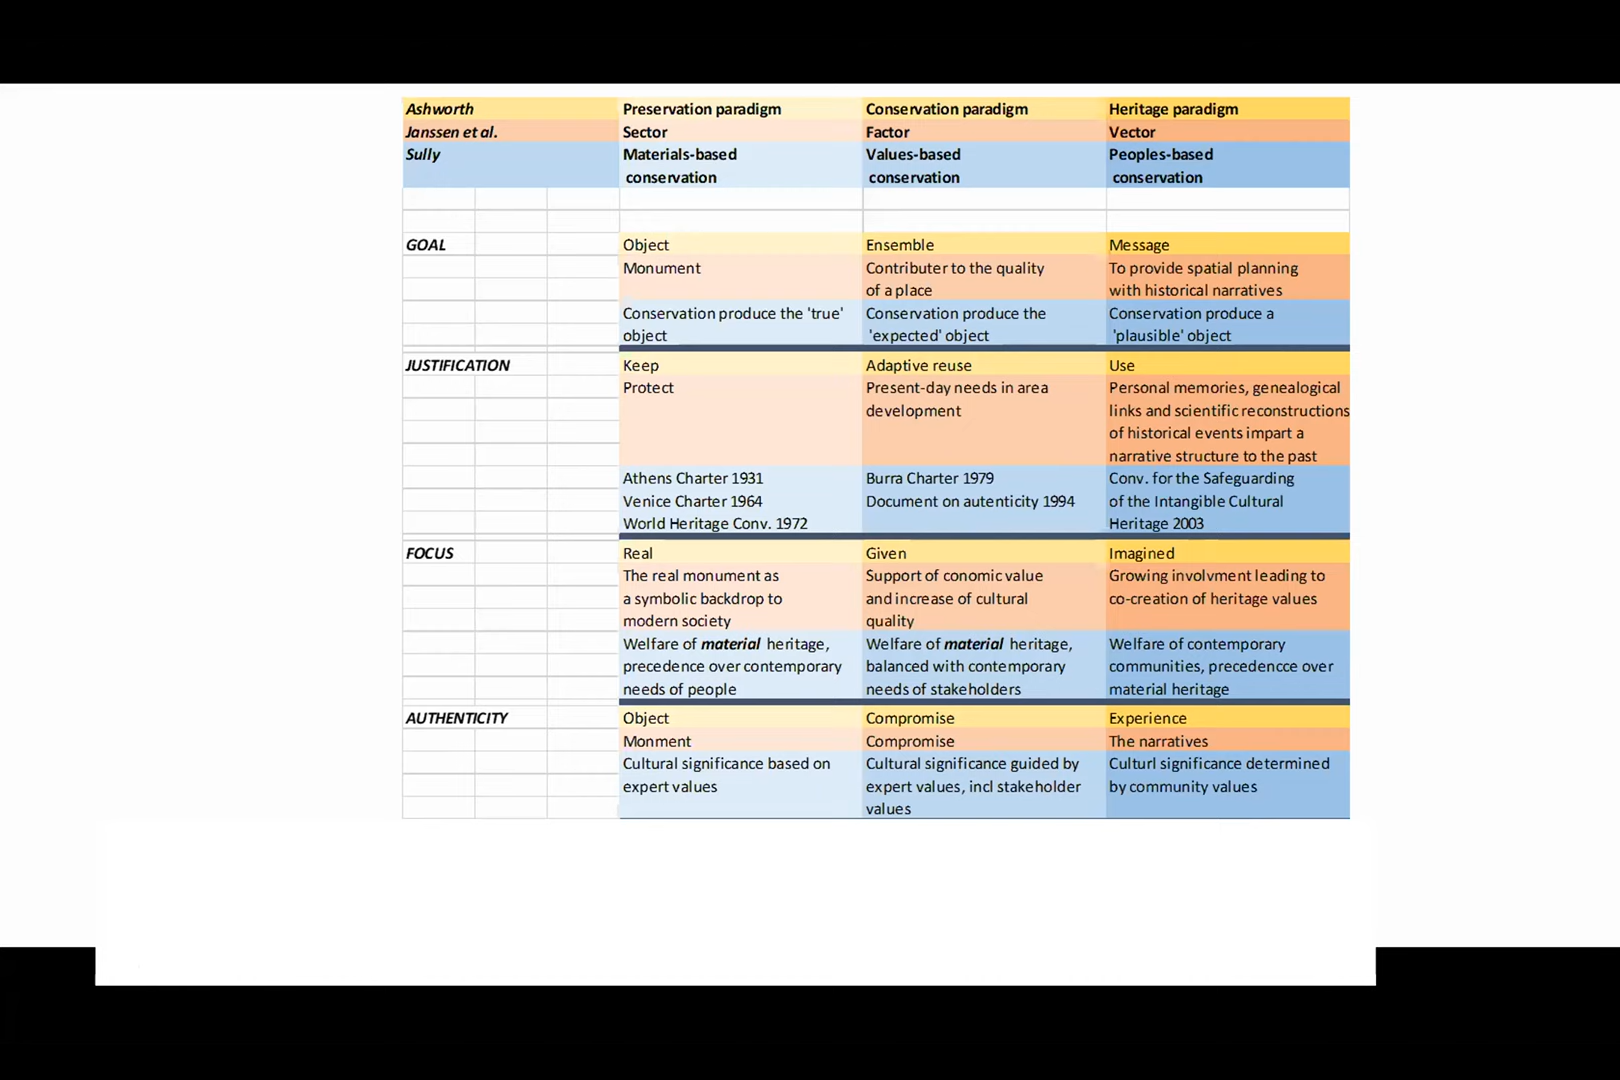 Ashworth Preservation paradigm Conservation paradigm Heritage paradigm
Janssen et al. Sector Factor Vector
Sully Materials-based Values-based Peoples-based
conservation conservation conservation
GOAL Object Ensemble Message
Monument Contributer to the quality To provide spatial planning
of a place with historical narratives
Conservation produce the 'true' Conservation produce the Conservation produce a
object 'expected' object 'plausible' object
JUSTIFICATION Keep Adaptive reuse Use
Protect Present-day needs in area Personal memories, genealogical
development links and scientific reconstructions
of historical events impart a
narrative structure to the past
Athens Charter 1931 Burra Charter 1979 Conv. for the Safeguarding
Venice Charter 1964 Document on autenticity 1994 of the Intangible Cultural
World Heritage Conv. 1972 Heritage 2003
FOCUS Real Given Imagined
The real monument as Support of conomic value Growing involvment leading to
a symbolic backdrop to and increase of cultural co-creation of heritage values
modern society quality
Welfare of material heritage, Welfare of material heritage, Welfare of contemporary
precedence over contemporary balanced with contemporary communities, precedencce over
needs of people needs of stakeholders material heritage
AUTHENTICITY Object Compromise Experience
Monment Compromise The narratives
Cultural significance based on Cultural significance guided by Culturl significance determined
expert values expert values, incl stakeholder by community values
values